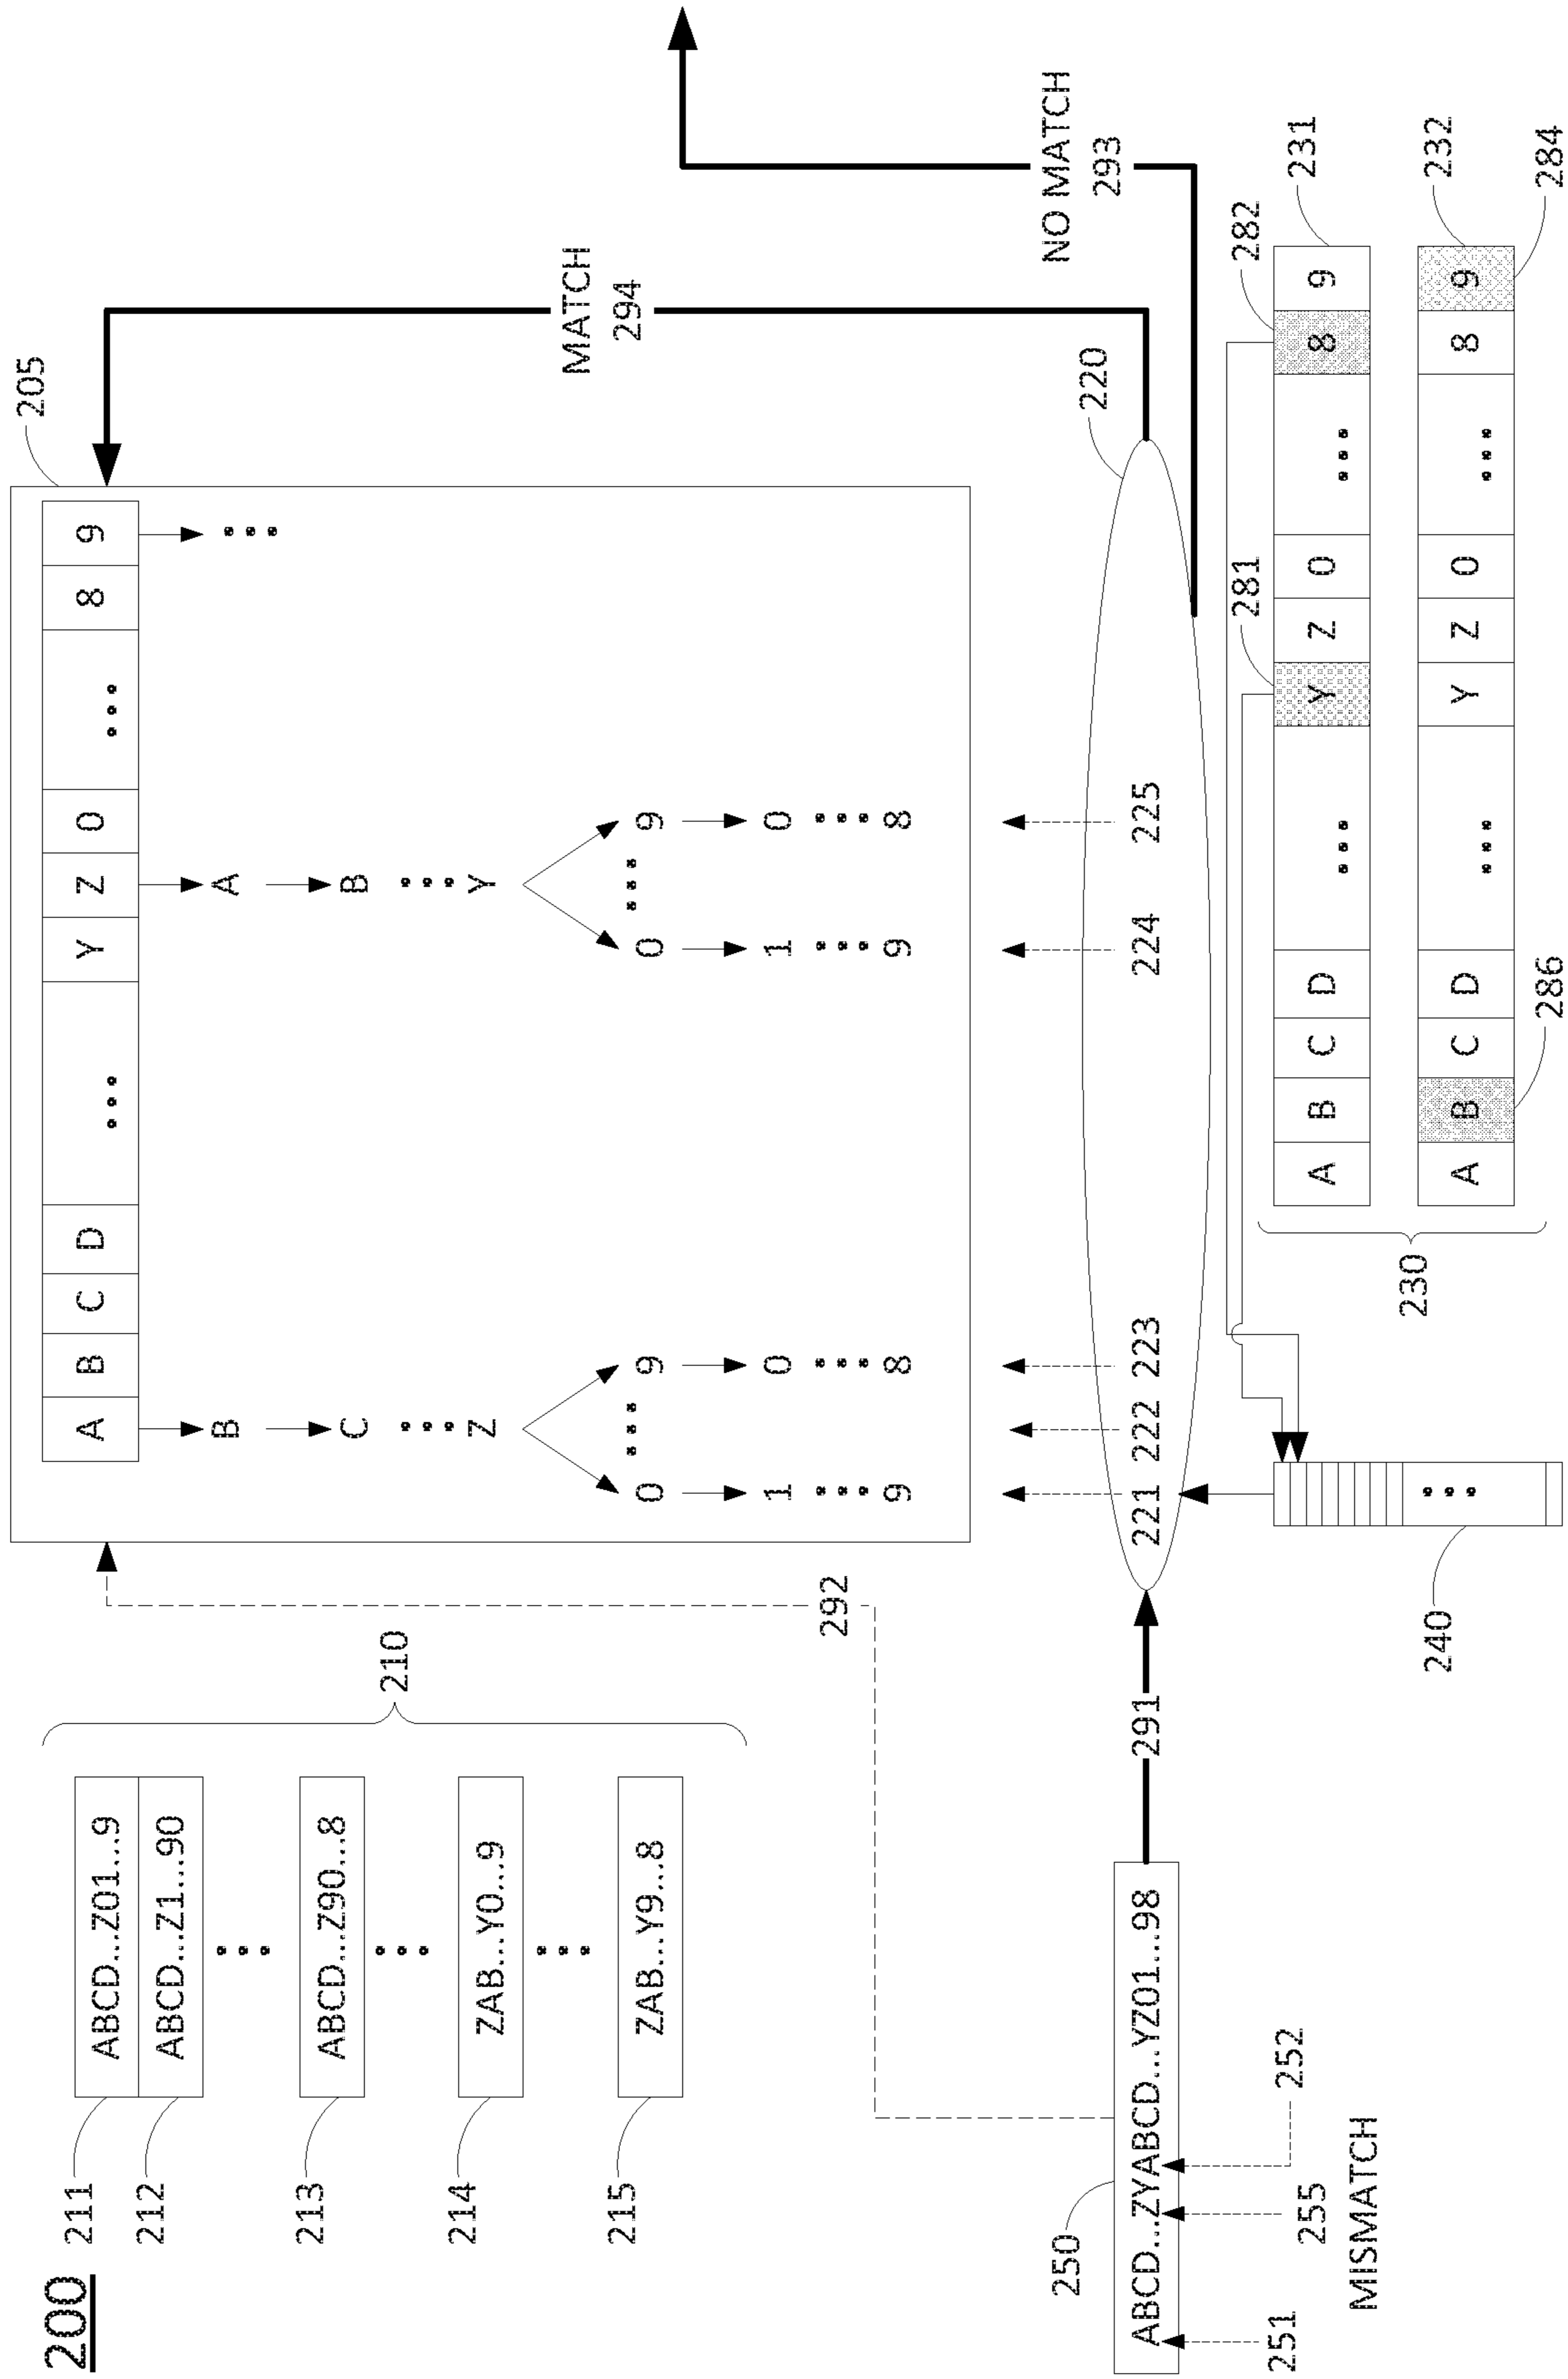 200
211
ABCD...Z01...9
212
ABCD...Z1...90
213
ABCD...Z90...8
214
ZAB...Y0...9
215
ZAB...Y9...8
210
205
A B C D ... Y Z 0 ... 8 9
B A
C B
Z Y
0 ... 9 0 ... 9
1 0 1 0
9 8 9 8
292
MATCH
294
250
ABCD...ZYABCD...YZ01...98
251
255
252
MISMATCH
291
220
221 222 223 224 225
NO MATCH
293
240
230
281
282
A B C D ... Y Z 0 ... 8 9
231
A B C D ... Y Z 0 ... 8 9
232
286
284